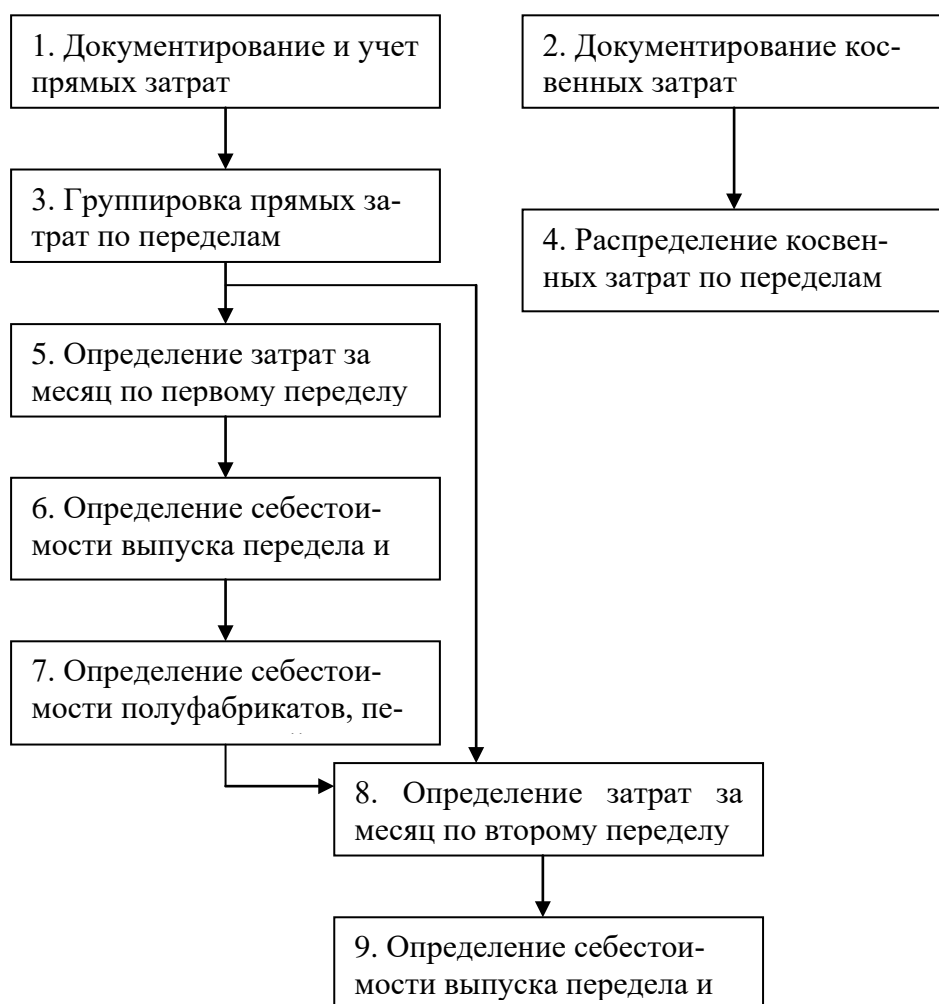 1. Документирование и учет
прямых затрат
2. Документирование кос-
венных затрат
3. Группировка прямых за-
трат по переделам
4. Распределение косвен-
ных затрат по переделам
5. Определение затрат за
месяц по первому переделу
6. Определение себестои-
мости выпуска передела и
7. Определение себестои-
мости полуфабрикатов, пе-
8. Определение затрат за
месяц по второму переделу
9. Определение себестои-
мости выпуска передела и